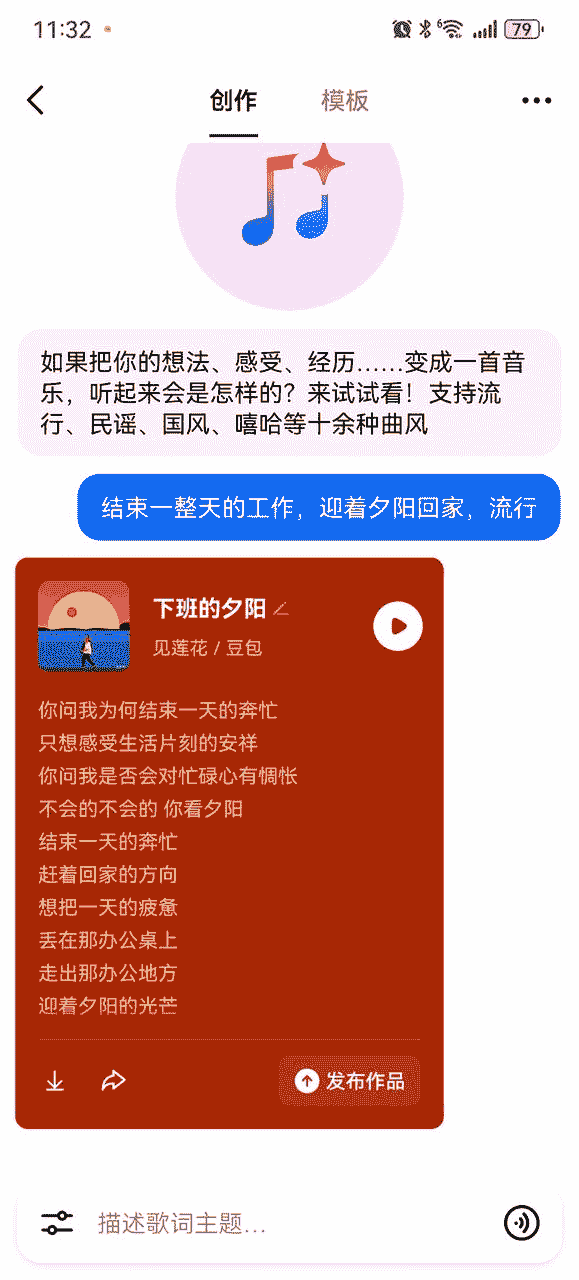 11:32
6
79
创作
模板
如果把你的想法、感受、经历......变成一首音
乐，听起来会是怎样的？来试试看！支持流
行、民谣、国风、嘻哈等十余种曲风
结束一整天的工作，迎着夕阳回家，流行
下班的夕阳
见莲花 / 豆包
你问我为何结束一天的奔忙
只想感受生活片刻的安祥
你问我是否会对忙碌心有惆怅
不会的不会的 你看夕阳
结束一天的奔忙
赶着回家的方向
想把一天的疲惫
丢在那办公桌上
走出那办公地方
迎着夕阳的光芒
发布作品
描述歌词主题...